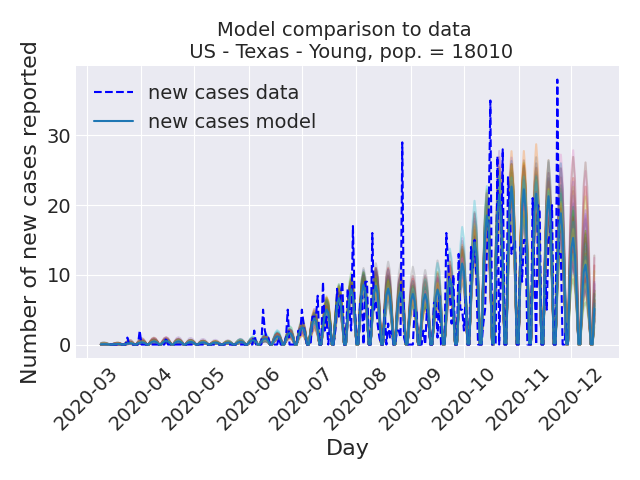 Model comparison to data
US - Texas - Young, pop. = 18010
Number of new cases reported
new cases data
new cases model
30
20
10
0
2020-03
2020-04
2020-05
2020-06
2020-07
2020-08
2020-09
2020-10
2020-11
2020-12
Day